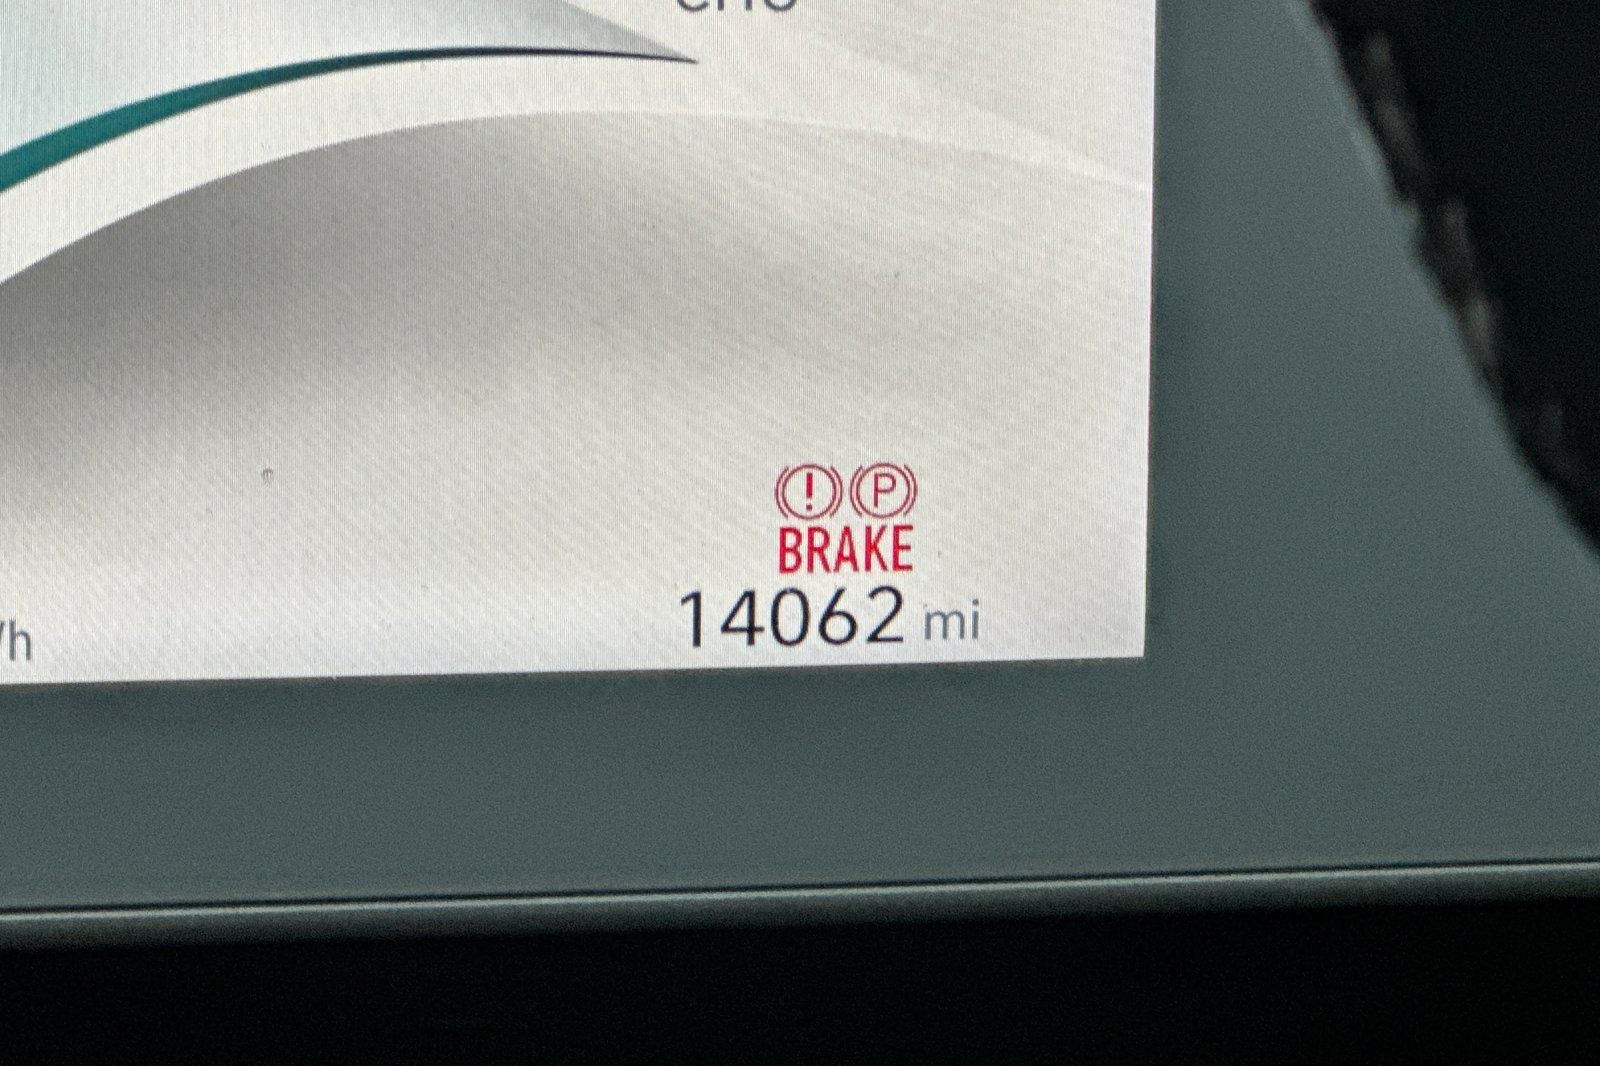 ! P
BRAKE
14062 mi
/h